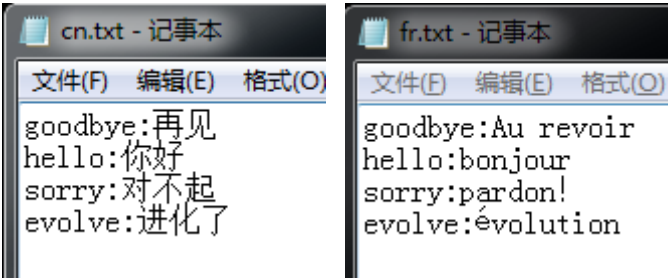 cn.txt - 记事本
文件(F) 编辑(E) 格式(O)
goodbye:再见
hello:你好
sorry:对不起
evolve:进化了
fr.txt - 记事本
文件(F) 编辑(E) 格式(O)
goodbye:Au revoir
hello:bonjour
sorry:pardon!
evolve:évolution